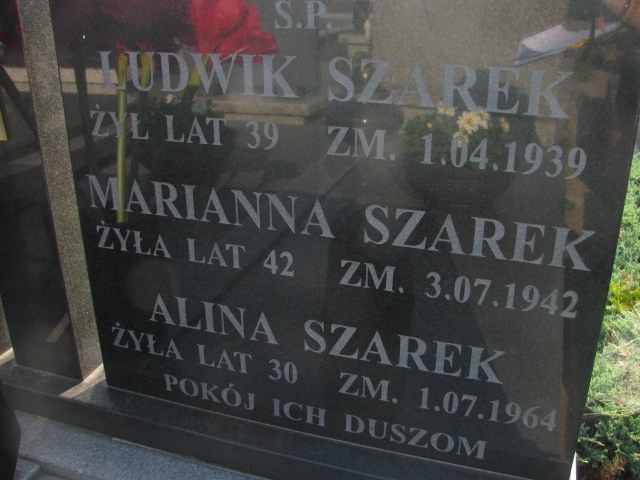 Ś.P.
LUDWIK SZAREK
ŻYŁ LAT 39 ZM. 1.04.1939
MARIANNA SZAREK
ŻYŁA LAT 42 ZM. 3.07.1942
ALINA SZAREK
ŻYŁA LAT 30 ZM. 1.07.1964
POKÓJ ICH DUSZOM